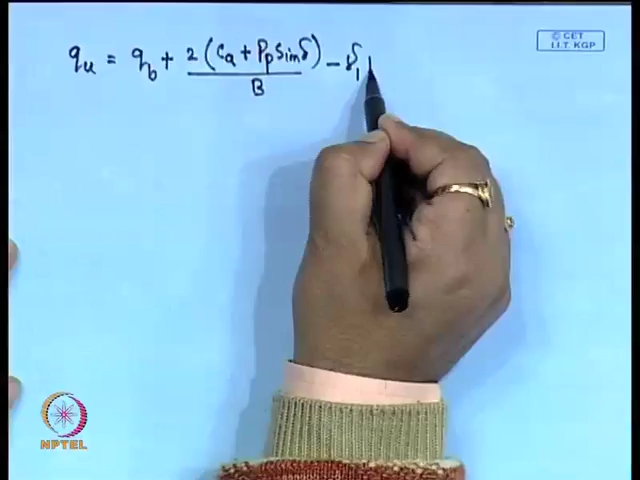 © CET
I.I.T. KGP
qu = qb + 2 (Ca + Pp Sinδ) / B - γ1
NPTEL